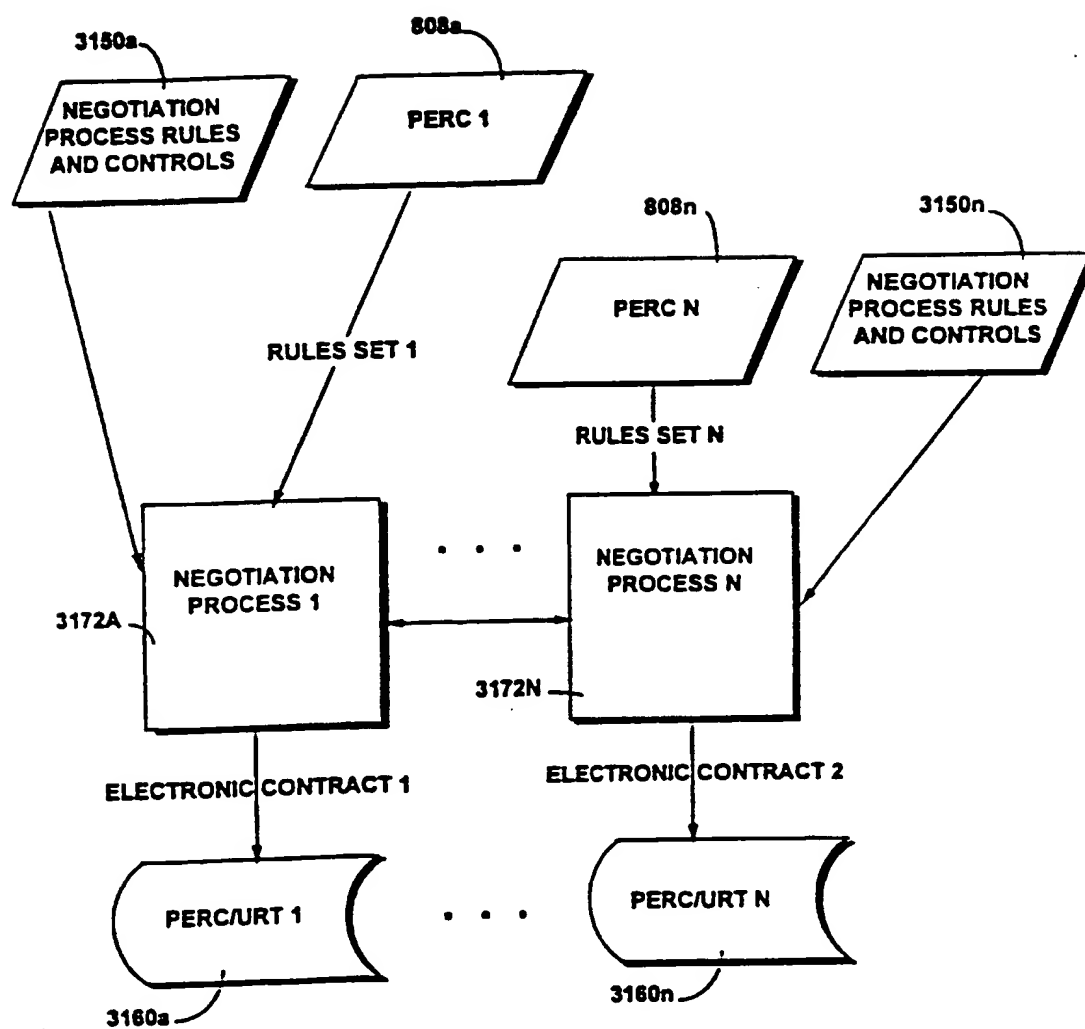 3150a
808a
NEGOTIATION
PROCESS RULES
AND CONTROLS
PERC 1
808n
3150n
PERC N
NEGOTIATION
PROCESS RULES
AND CONTROLS
RULES SET 1
RULES SET N
NEGOTIATION
PROCESS 1
. . .
NEGOTIATION
PROCESS N
3172A
3172N
ELECTRONIC CONTRACT 1
ELECTRONIC CONTRACT 2
PERC/URT 1
. . .
PERC/URT N
3160a
3160n